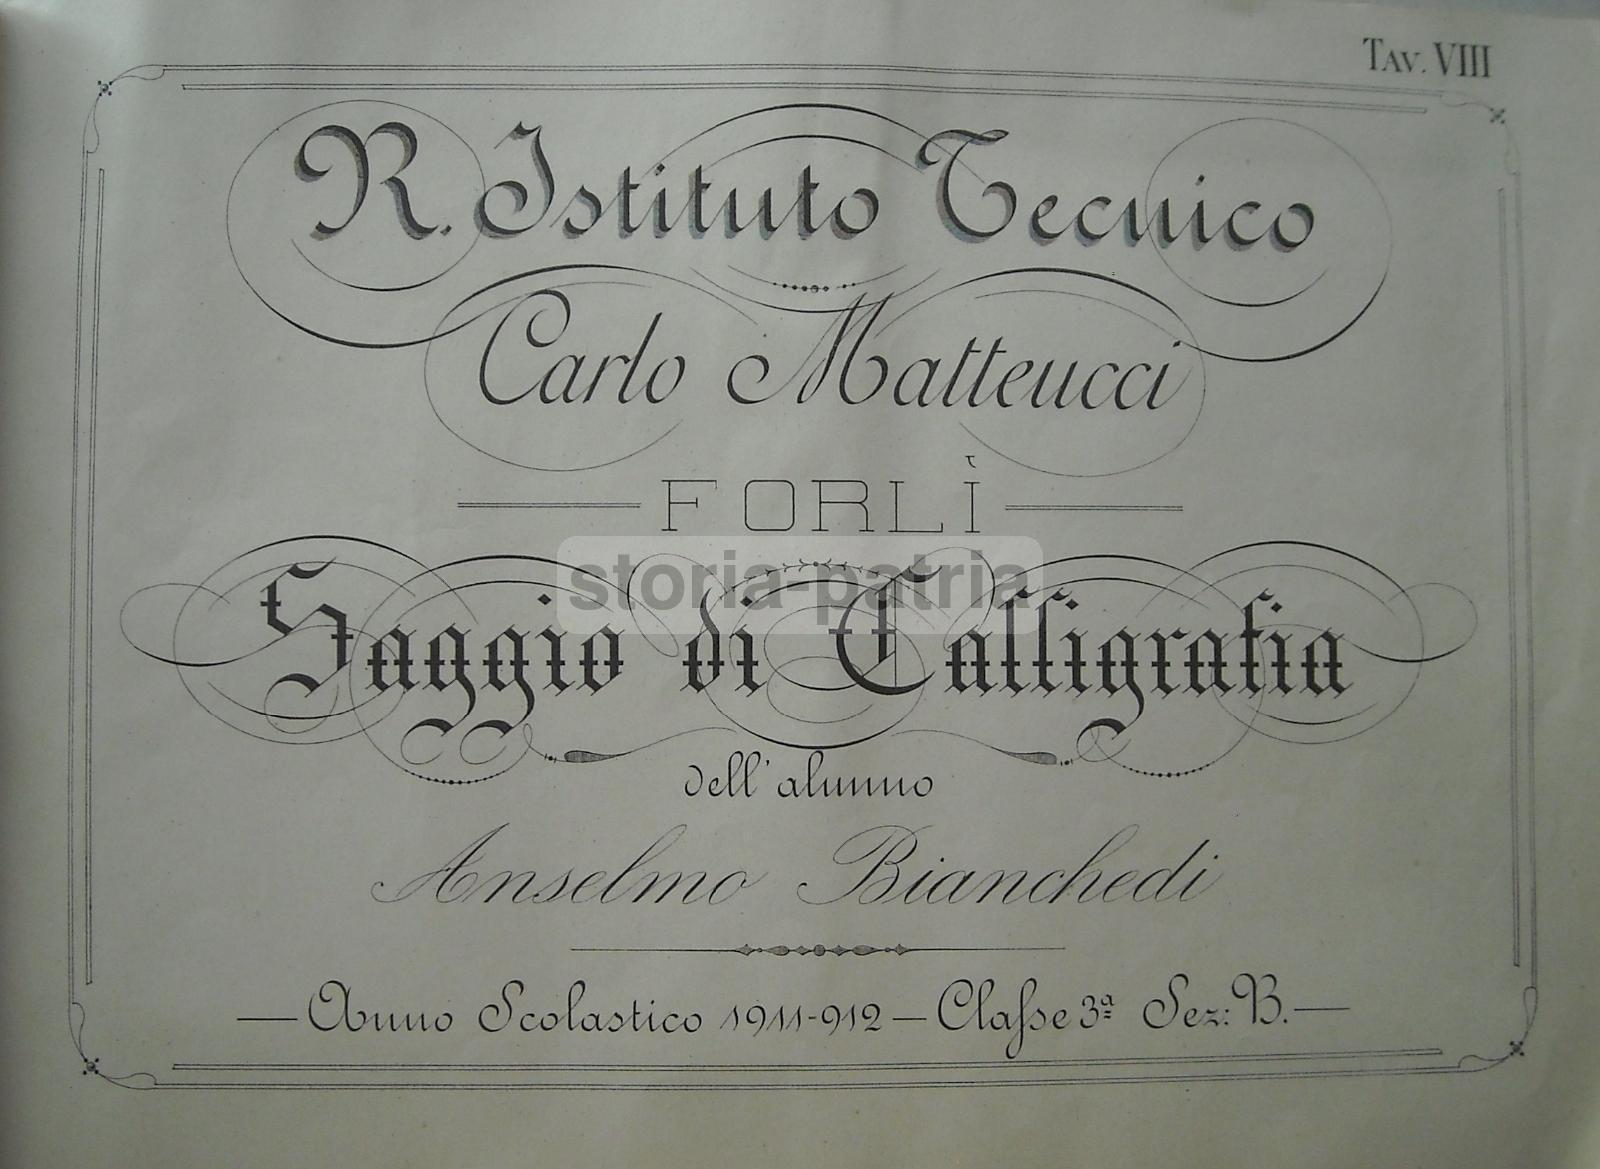 Tav. VIII
R. Istituto Tecnico
Carlo Matteucci
FORLÌ
storia-patria
Saggio di Calligrafia
dell'alunno
Anselmo Bianchedi
— Anno Scolastico 1911-912 — Claſse 3ª Sez: B. —